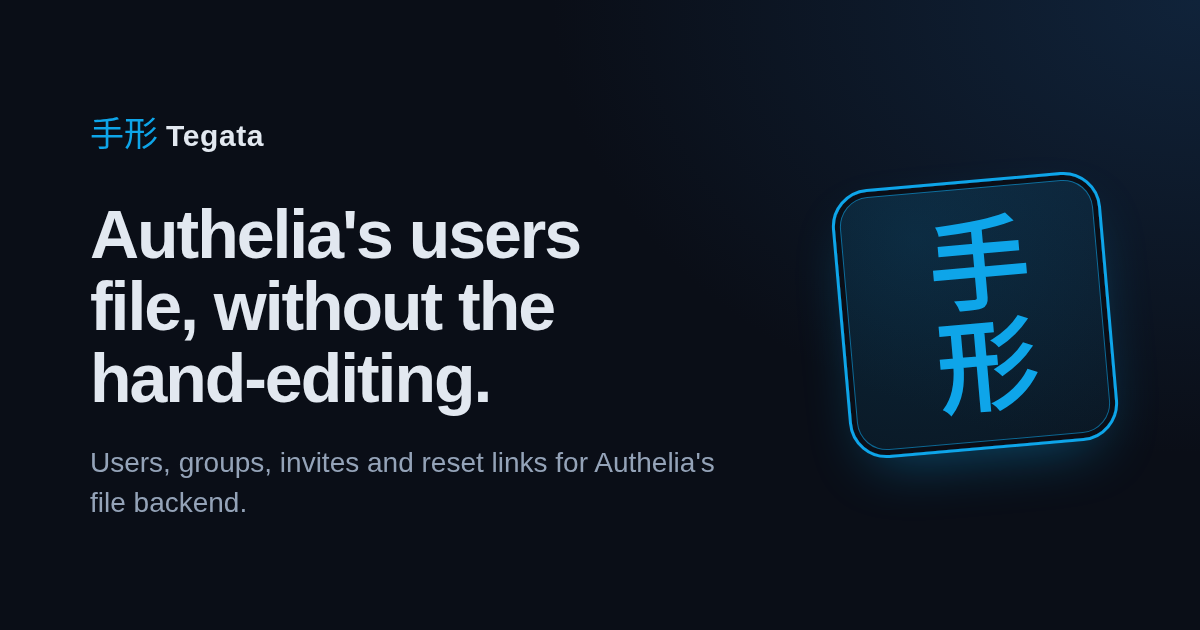 手形 Tegata
Authelia's users
file, without the
hand-editing.
Users, groups, invites and reset links for Authelia's
file backend.
手
形